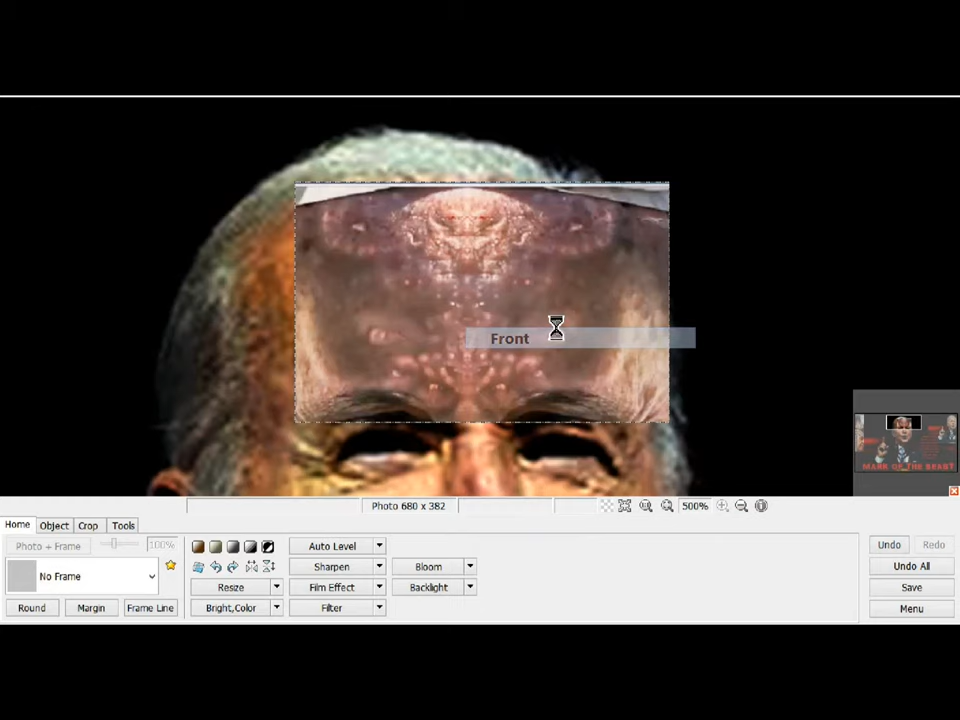 Front
MARK OF THE BEAST
Photo 680 x 382
500%
Home
Object
Crop
Tools
Photo + Frame
100%
Auto Level
Undo
Redo
No Frame
Sharpen
Bloom
Undo All
Resize
Film Effect
Backlight
Save
Round
Margin
Frame Line
Bright,Color
Filter
Menu